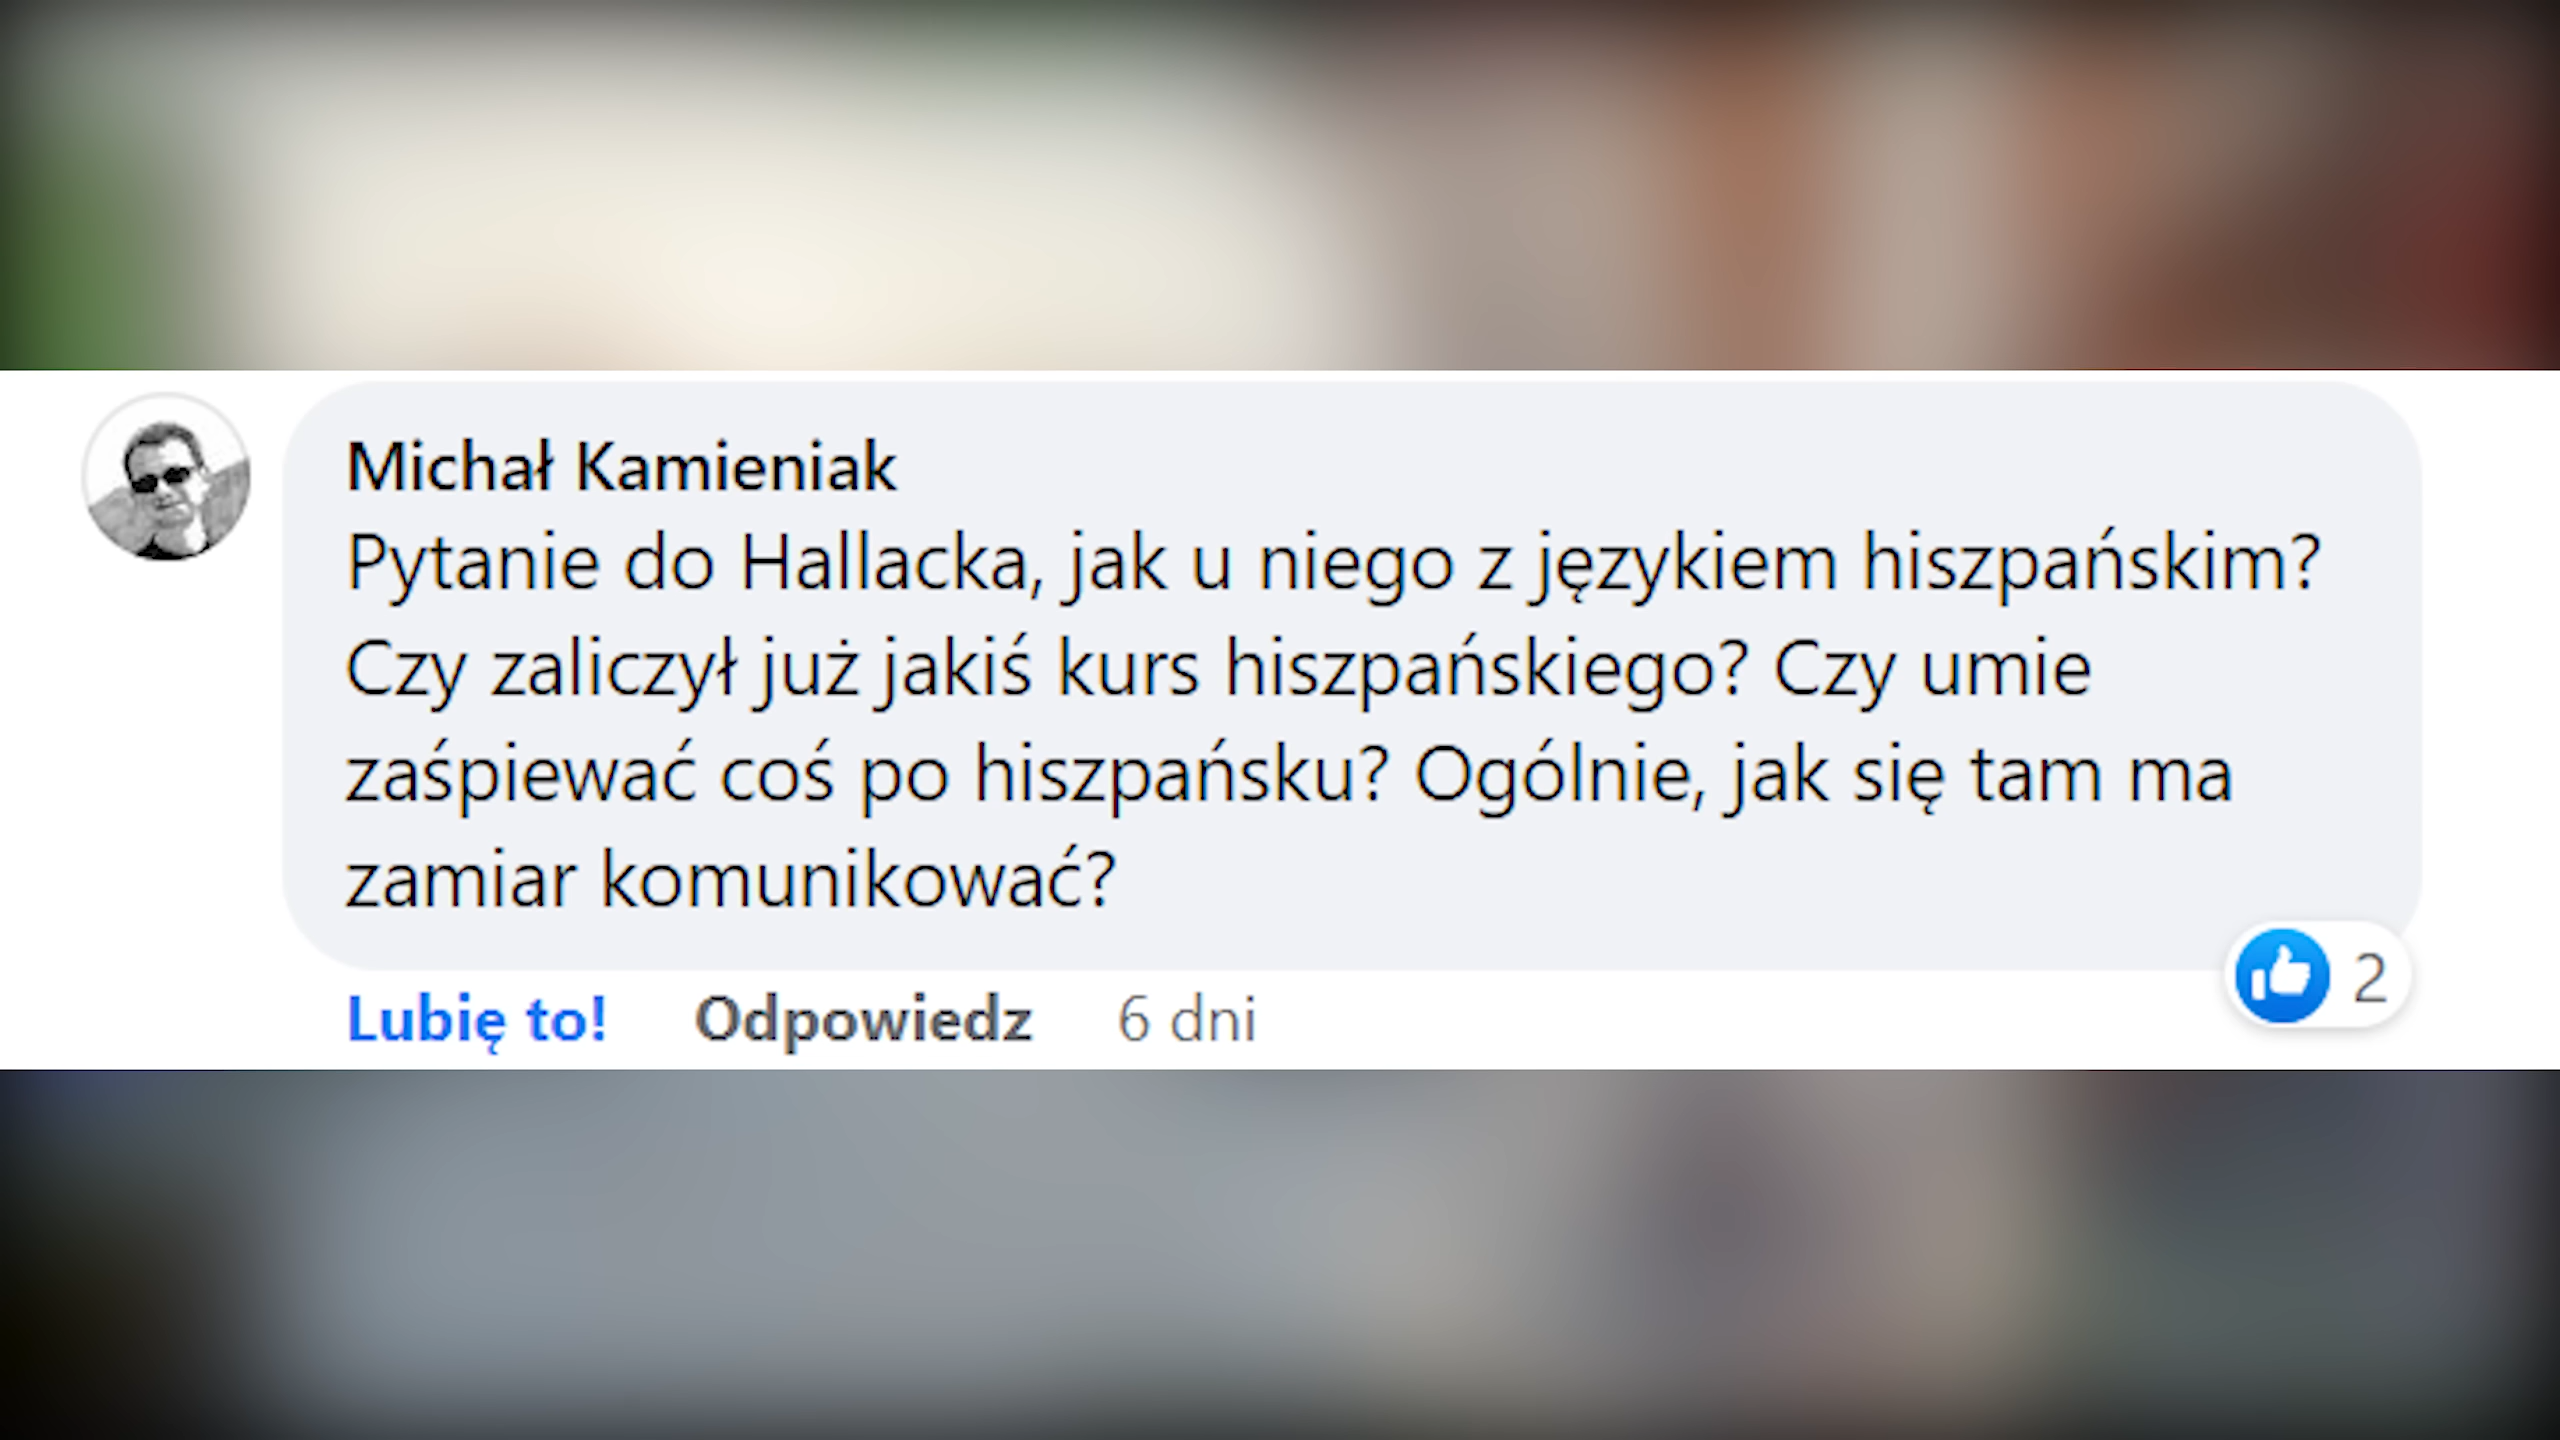 Michał Kamieniak
Pytanie do Hallacka, jak u niego z językiem hiszpańskim?
Czy zaliczył już jakiś kurs hiszpańskiego? Czy umie
zaśpiewać coś po hiszpańsku? Ogólnie, jak się tam ma
zamiar komunikować?
2
Lubię to! Odpowiedz 6 dni